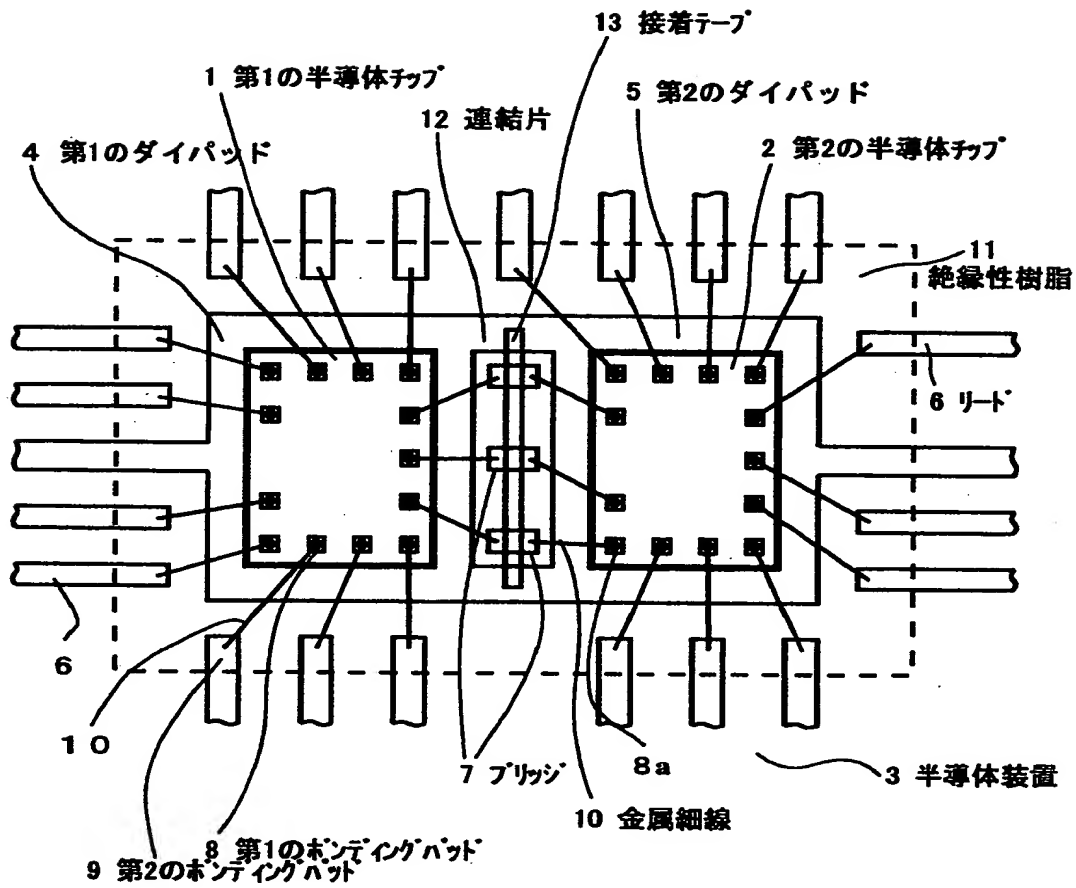 13 接着テープ
1 第1の半導体チップ
5 第2のダイパッド
12 連結片
4 第1のダイパッド
2 第2の半導体チップ
11
絶縁性樹脂
6 リード
6
10
7 ブリッジ
8a
3 半導体装置
10 金属細線
8 第1のボンディングパッド
9 第2のボンディングパッド